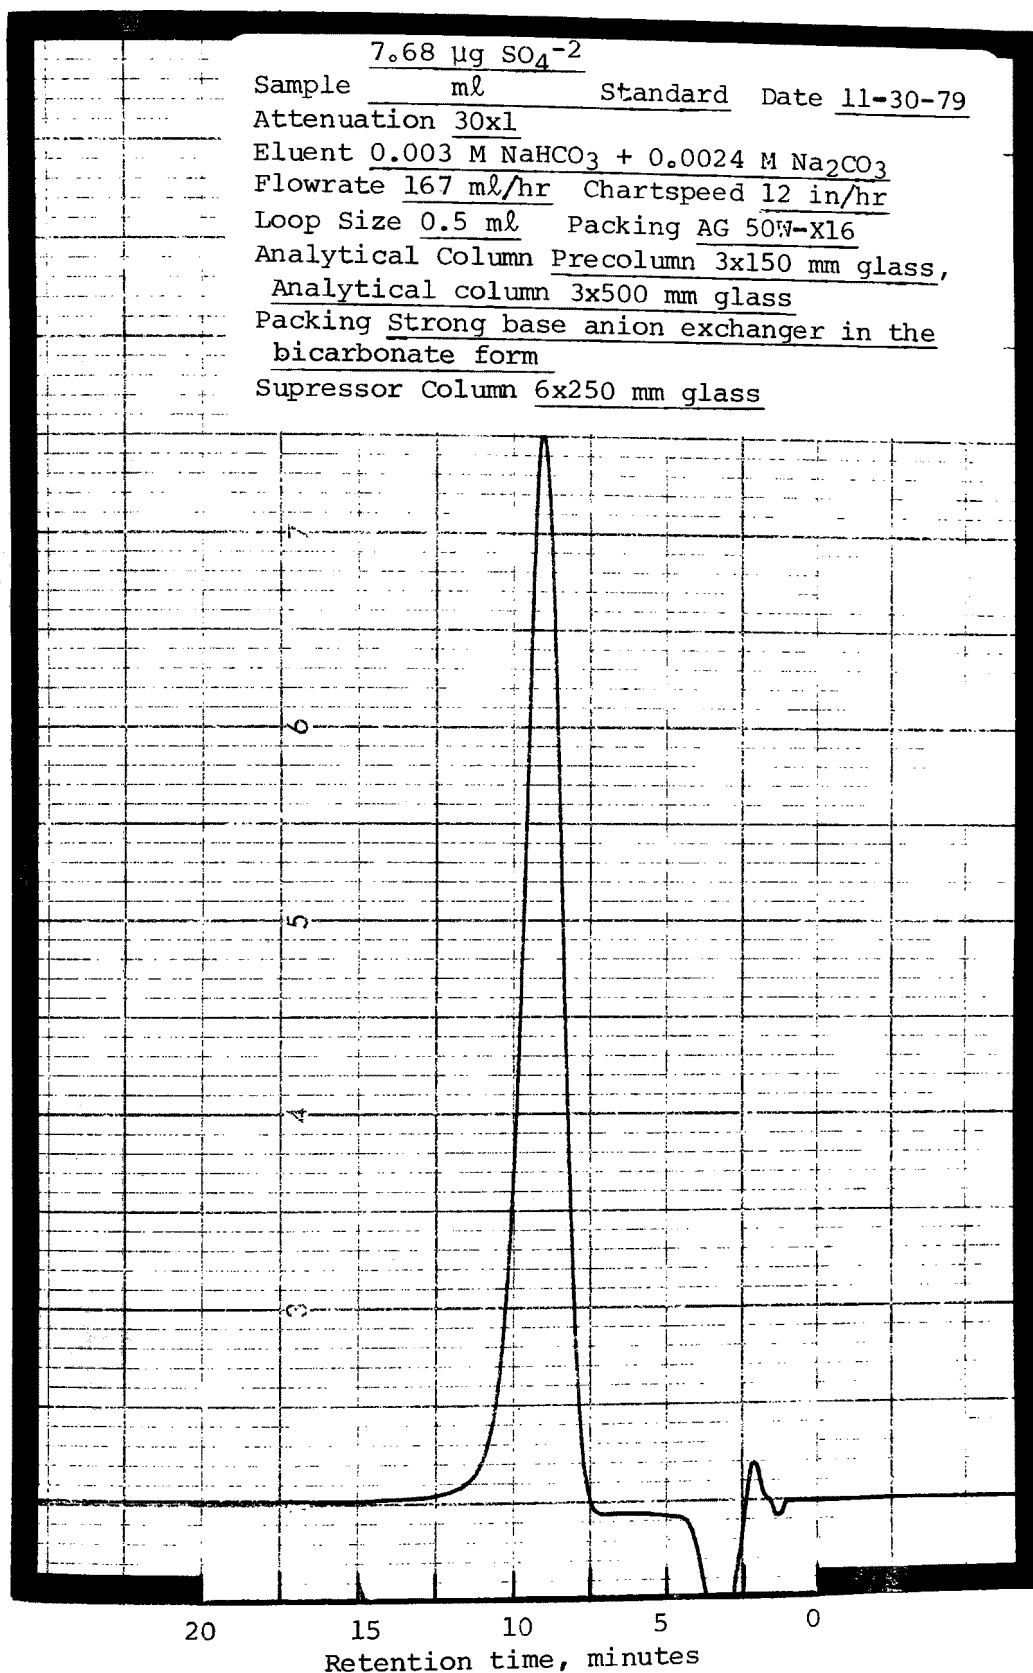 7.68 µg SO₄⁻²
Sample mℓ Standard Date 11-30-79
Attenuation 30x1
Eluent 0.003 M NaHCO₃ + 0.0024 M Na₂CO₃
Flowrate 167 mℓ/hr Chartspeed 12 in/hr
Loop Size 0.5 mℓ Packing AG 50W-X16
Analytical Column Precolumn 3x150 mm glass,
Analytical column 3x500 mm glass
Packing Strong base anion exchanger in the
bicarbonate form
Supressor Column 6x250 mm glass
7
6
5
4
3
20 15 10 5 0
Retention time, minutes